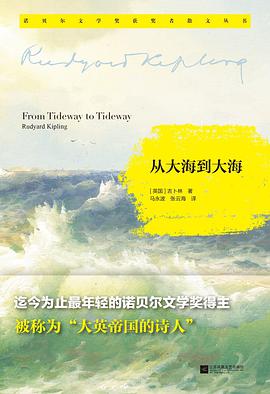 诺贝尔文学奖获奖者散文丛书
Rudyard Kipling
From Tideway to Tideway
Rudyard Kipling
从大海到大海
[英国]吉卜林 著
马永波 张云海 译
迄今为止最年轻的诺贝尔文学奖得主
被称为“大英帝国的诗人”